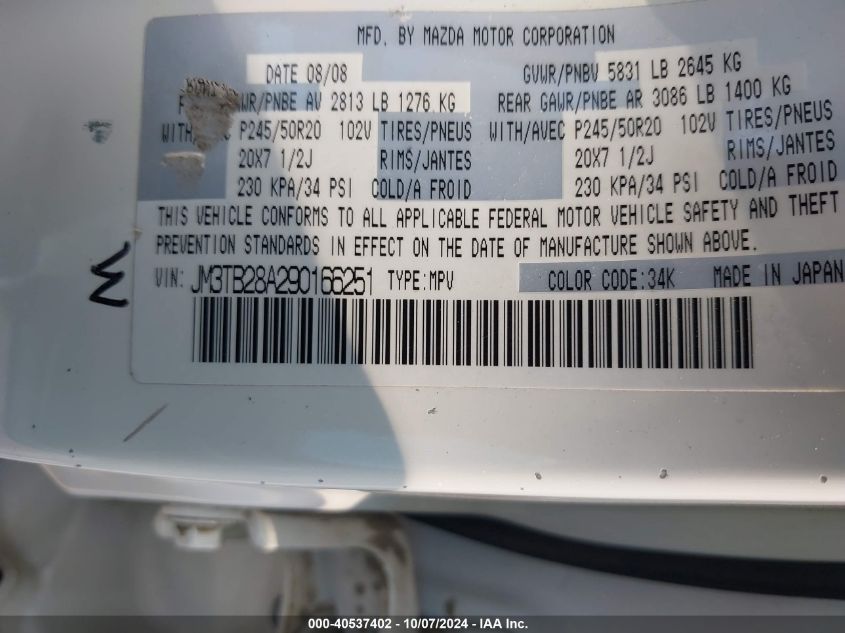 MFD. BY MAZDA MOTOR CORPORATION
DATE 08/08 GVWR/PNBV 5831 LB 2645 KG
GAWR/PNBE AV 2813 LB 1276 KG REAR GAWR/PNBE AR 3086 LB 1400 KG
WITH/AVEC P245/50R20 102V TIRES/PNEUS WITH/AVEC P245/50R20 102V TIRES/PNEUS
20X7 1/2J RIMS/JANTES 20X7 1/2J RIMS/JANTES
230 KPA/34 PSI COLD/A FROID 230 KPA/34 PSI COLD/A FROID
THIS VEHICLE CONFORMS TO ALL APPLICABLE FEDERAL MOTOR VEHICLE SAFETY AND THEFT
PREVENTION STANDARDS IN EFFECT ON THE DATE OF MANUFACTURE SHOWN ABOVE.
VIN: JM3TB28A290166251 TYPE:MPV COLOR CODE:34K MADE IN JAPAN
000-40537402 - 10/07/2024 - IAA Inc.